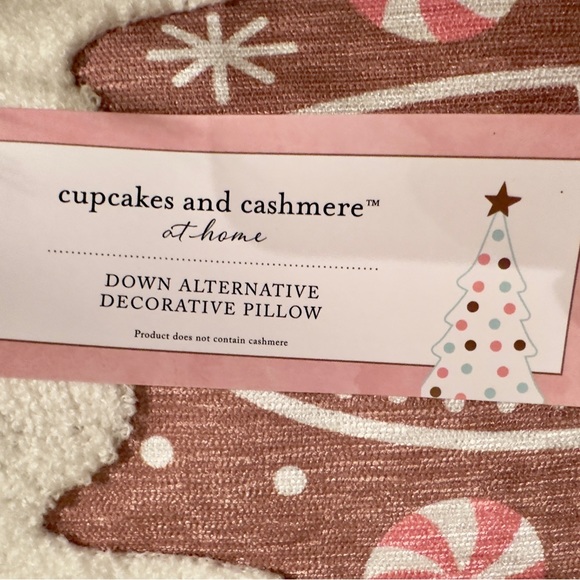 cupcakes and cashmere™
at home
DOWN ALTERNATIVE
DECORATIVE PILLOW
Product does not contain cashmere